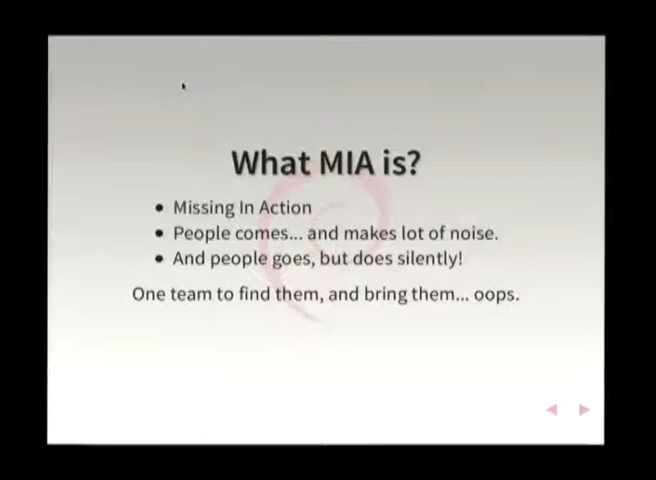 What MIA is?
Missing In Action
People comes... and makes lot of noise.
And people goes, but does silently!
One team to find them, and bring them... oops.